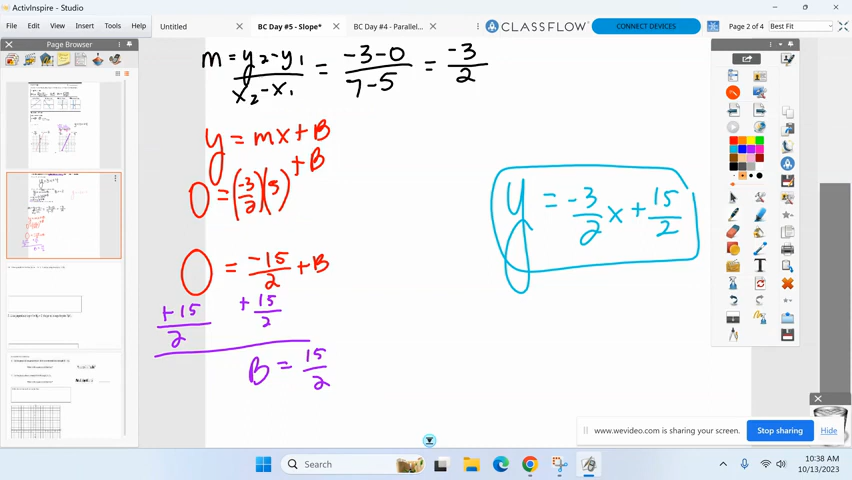 ActivInspire - Studio
File Edit View Insert Tools Help
Untitled
BC Day #5 - Slope*
BC Day #4 - Parallel...
CLASSFLOW
CONNECT DEVICES
Page 2 of 4
Best Fit
Page Browser
m = y₂-y₁ / x₂-x₁ = -3-0 / 7-5 = -3/2
y = mx+B
0 = (-3/2)(5) +B
0 = -15/2 +B
+15/2 +15/2
B = 15/2
y = -3/2 x + 15/2
www.wevideo.com is sharing your screen.
Stop sharing
Hide
Search
10:38 AM
10/13/2023